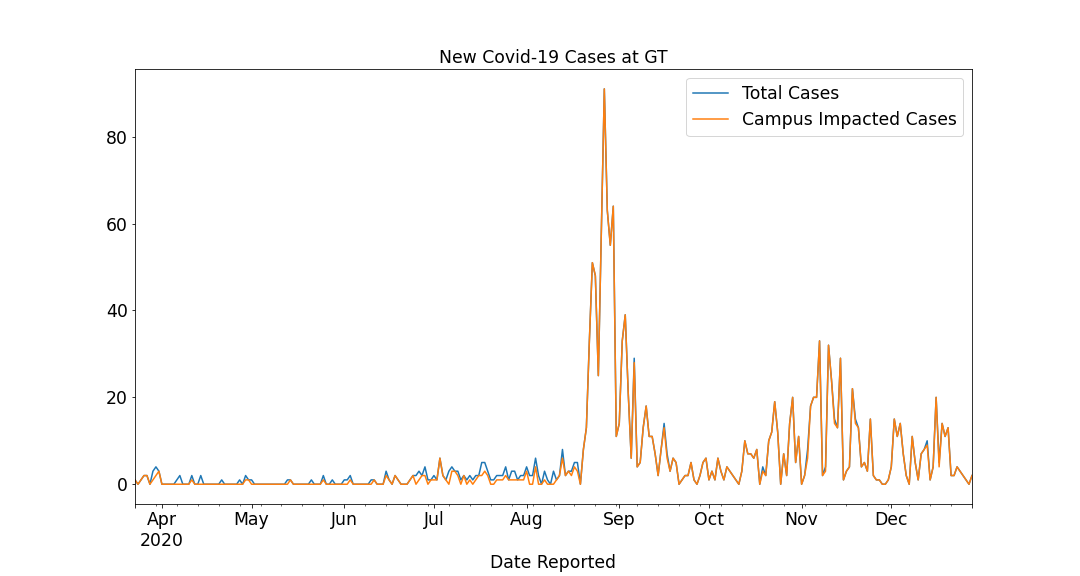 New Covid-19 Cases at GT
Total Cases
Campus Impacted Cases
80
60
40
20
0
Apr May Jun Jul Aug Sep Oct Nov Dec
2020
Date Reported